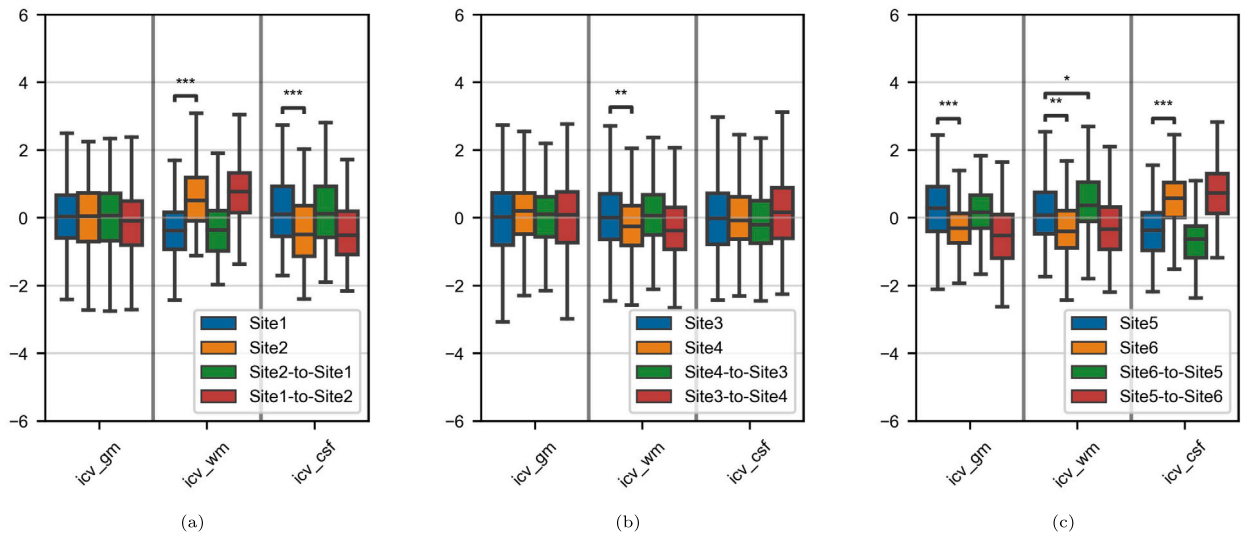 6
4
2
0
−2
−4
−6
***
***
Site1
Site2
Site2-to-Site1
Site1-to-Site2
icv_gm
icv_wm
icv_csf
(a)
6
4
2
0
−2
−4
−6
**
Site3
Site4
Site4-to-Site3
Site3-to-Site4
icv_gm
icv_wm
icv_csf
(b)
6
4
2
0
−2
−4
−6
***
*
**
***
Site5
Site6
Site6-to-Site5
Site5-to-Site6
icv_gm
icv_wm
icv_csf
(c)